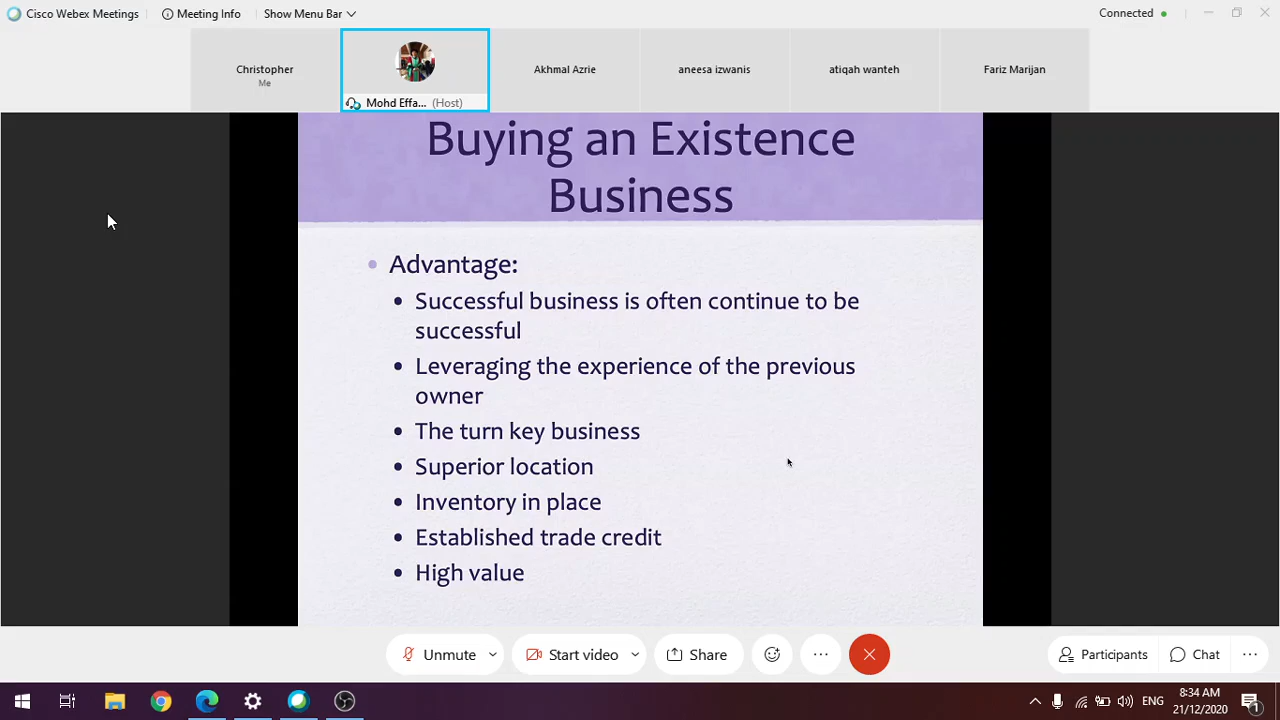 Cisco Webex Meetings Meeting Info Show Menu Bar Connected
Christopher
Me
Mohd Effa... (Host)
Akhmal Azrie
aneesa izwanis
atiqah wanteh
Fariz Marijan
Buying an Existence
Business
Advantage:
Successful business is often continue to be
successful
Leveraging the experience of the previous
owner
The turn key business
Superior location
Inventory in place
Established trade credit
High value
Unmute Start video Share Participants Chat
ENG
8:34 AM
21/12/2020
1